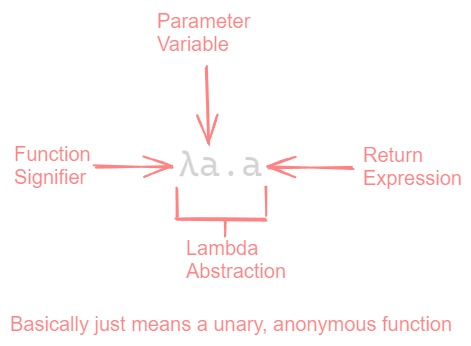 Parameter
Variable
Function
Signifier
λa.a
Return
Expression
Lambda
Abstraction
Basically just means a unary, anonymous function